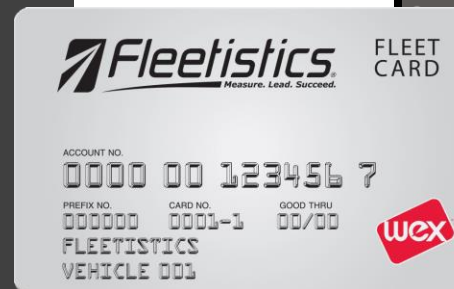 Fleetistics
Measure. Lead. Succeed.
FLEET
CARD
ACCOUNT NO.
0000 00 123456 7
PREFIX NO. CARD NO. GOOD THRU
000000 0001-1 00/00
FLEETISTICS
VEHICLE 001
wex